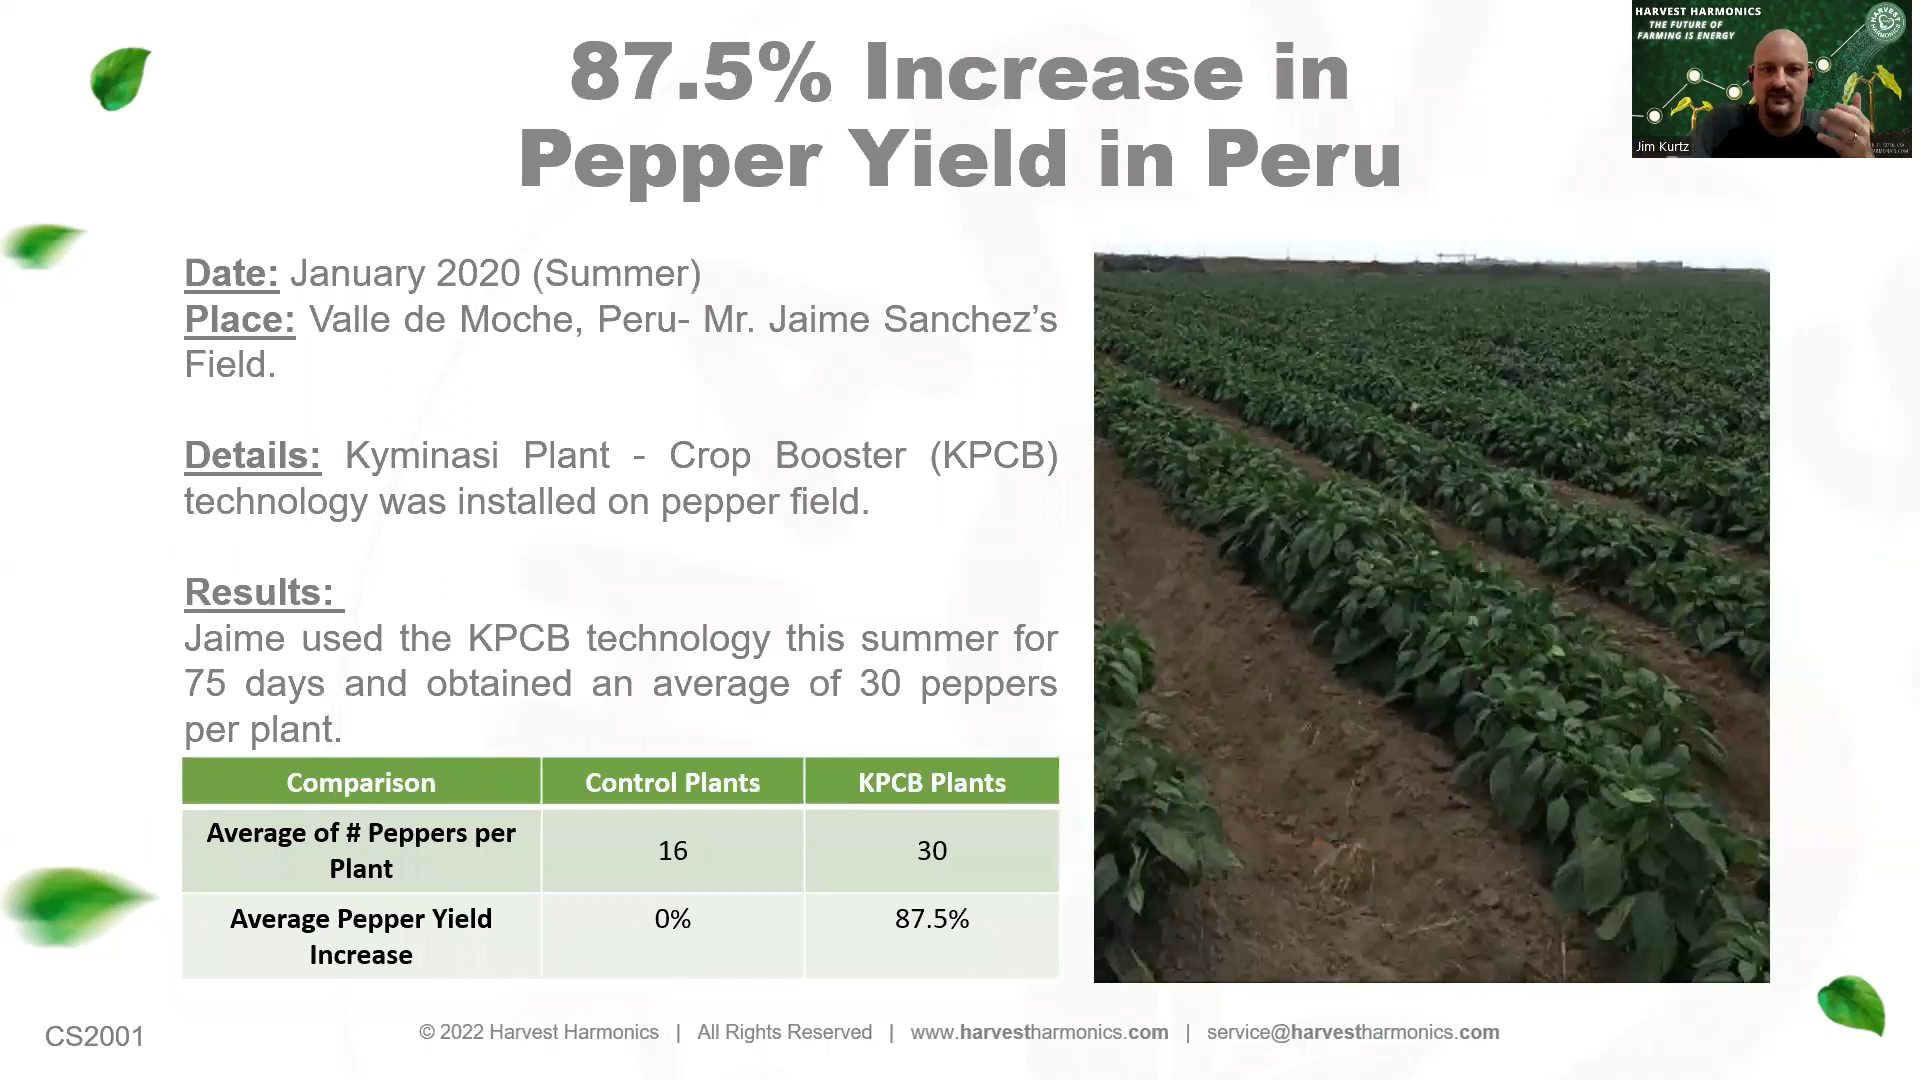 87.5% Increase in
Pepper Yield in Peru
HARVEST HARMONICS
THE FUTURE OF
FARMING IS ENERGY
Jim Kurtz
Date: January 2020 (Summer)
Place: Valle de Moche, Peru- Mr. Jaime Sanchez’s
Field.
Details: Kyminasi Plant - Crop Booster (KPCB)
technology was installed on pepper field.
Results:
Jaime used the KPCB technology this summer for
75 days and obtained an average of 30 peppers
per plant.
Comparison Control Plants KPCB Plants
Average of # Peppers per
Plant 16 30
Average Pepper Yield
Increase 0% 87.5%
CS2001
© 2022 Harvest Harmonics | All Rights Reserved | www.harvestharmonics.com | service@harvestharmonics.com